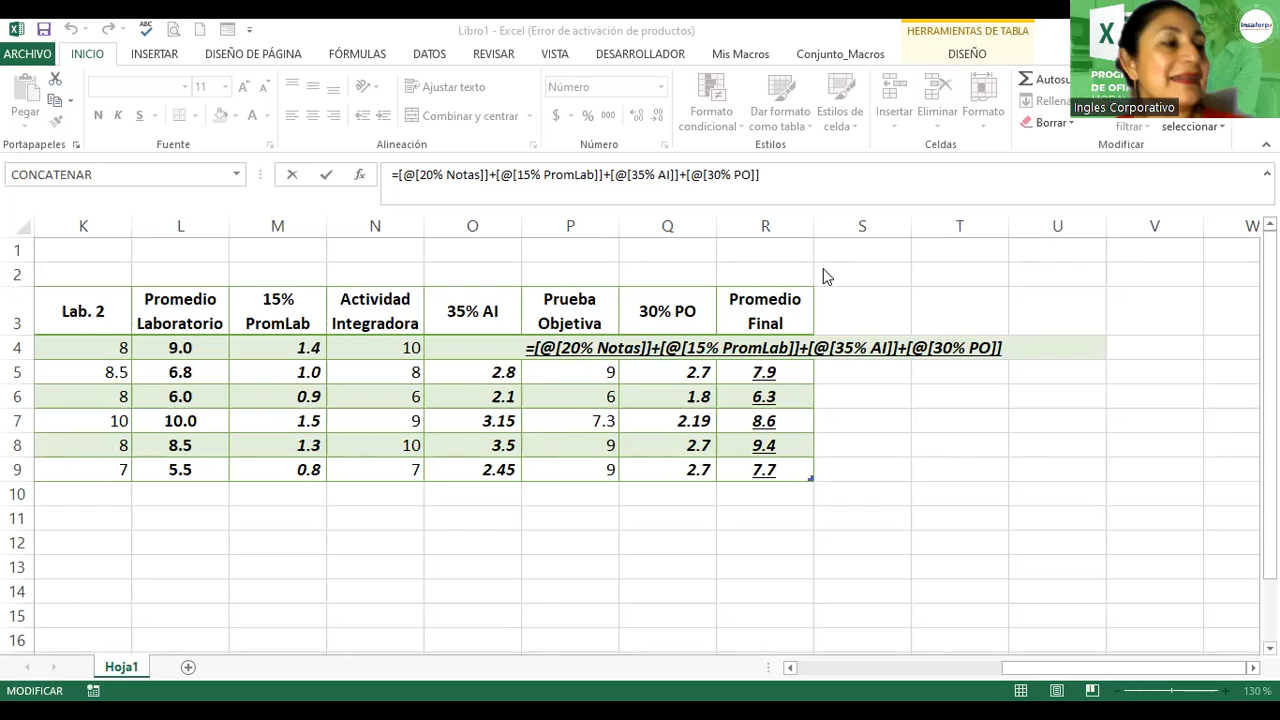 Libro1 - Excel (Error de activación de productos)
HERRAMIENTAS DE TABLA
ARCHIVO INICIO INSERTAR DISEÑO DE PÁGINA FÓRMULAS DATOS REVISAR VISTA DESARROLLADOR Mis Macros Conjunto_Macros DISEÑO
Insaforp
Ingles Corporativo
Pegar
Número
Ajustar texto
Combinar y centrar
11
N K S
$ % 000
Formato condicional
Dar formato como tabla
Estilos de celda
Insertar Eliminar Formato
Autosu
Rellena
Borrar
filtrar
seleccionar
Portapapeles Fuente Alineación Número Estilos Celdas Modificar
CONCATENAR
=[@[20% Notas]]+[@[15% PromLab]]+[@[35% AI]]+[@[30% PO]]
K L M N O P Q R S T U V W
1
2
3 Lab. 2 Promedio Laboratorio 15% PromLab Actividad Integradora 35% AI Prueba Objetiva 30% PO Promedio Final
4 8 9.0 1.4 10 =[@[20% Notas]]+[@[15% PromLab]]+[@[35% AI]]+[@[30% PO]]
5 8.5 6.8 1.0 8 2.8 9 2.7 7.9
6 8 6.0 0.9 6 2.1 6 1.8 6.3
7 10 10.0 1.5 9 3.15 7.3 2.19 8.6
8 8 8.5 1.3 10 3.5 9 2.7 9.4
9 7 5.5 0.8 7 2.45 9 2.7 7.7
10
11
12
13
14
15
16
Hoja1
MODIFICAR
130 %